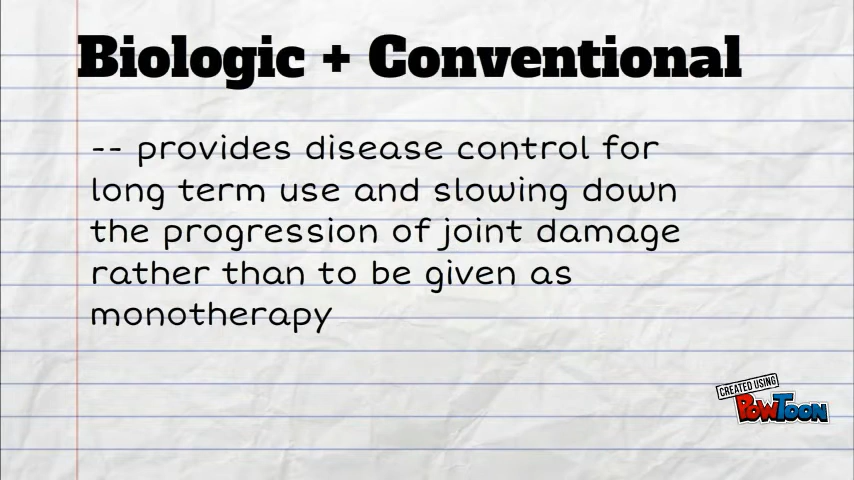 Biologic + Conventional
-- provides disease control for
long term use and slowing down
the progression of joint damage
rather than to be given as
monotherapy
CREATED USING
POWTOON